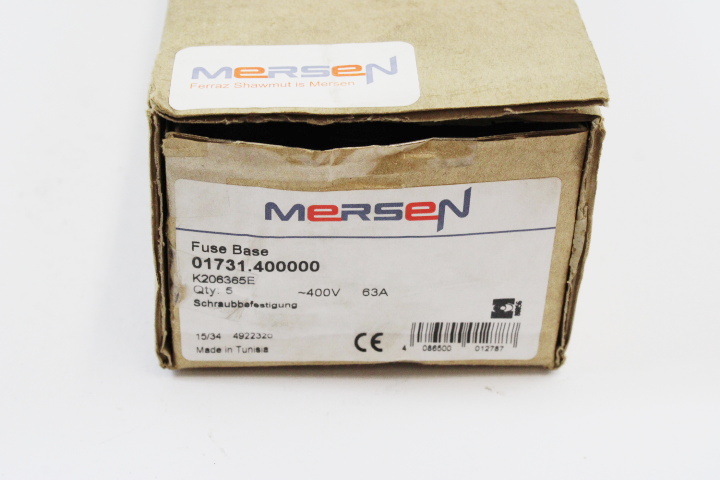 MERSEN
Ferraz Shawmut is Mersen
MERSEN
Fuse Base
01731.400000
K206365E
Qty. 5 ~400V 63A
Schraubbefestigung
15/34 4922320
Made in Tunisia
CE
4 086500 012787